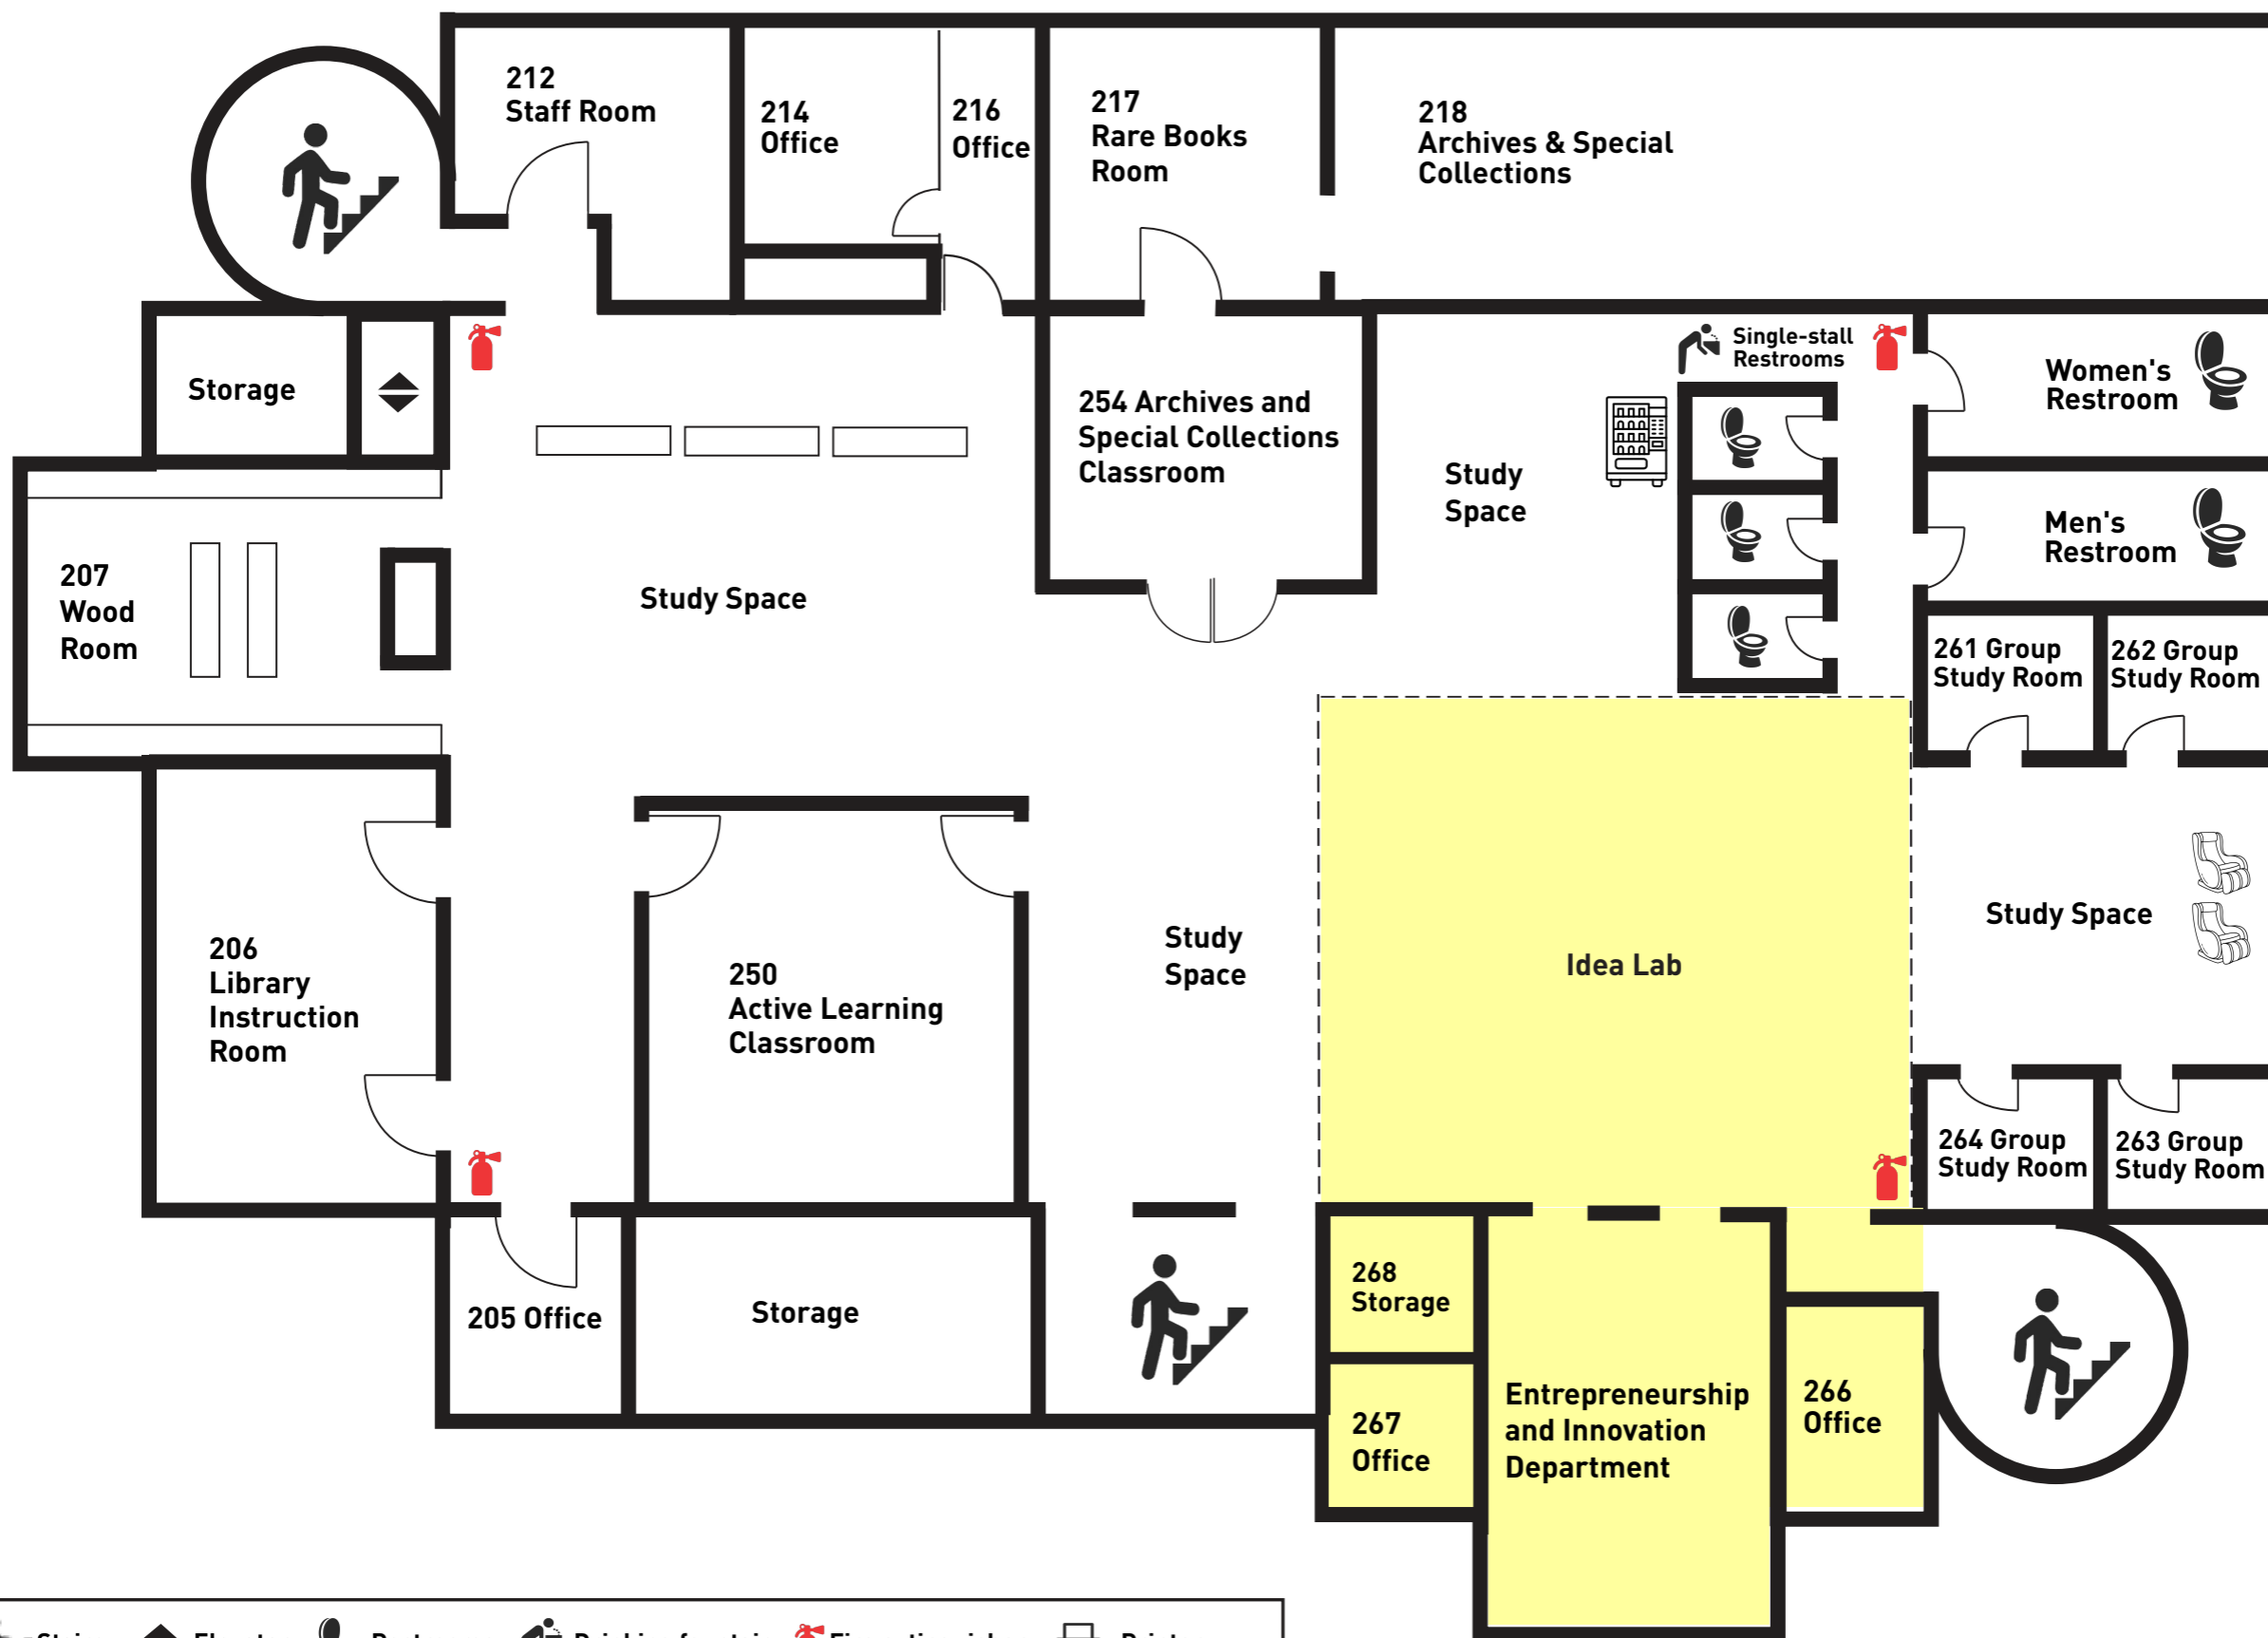 212
Staff Room
214
Office
216
Office
217
Rare Books
Room
218
Archives & Special
Collections
Storage
Single-stall
Restrooms
Women's
Restroom
254 Archives and
Special Collections
Classroom
Study
Space
Men's
Restroom
207
Wood
Room
Study Space
261 Group
Study Room
262 Group
Study Room
206
Library
Instruction
Room
250
Active Learning
Classroom
Study
Space
Idea Lab
Study Space
264 Group
Study Room
263 Group
Study Room
205 Office
Storage
268
Storage
267
Office
Entrepreneurship
and Innovation
Department
266
Office